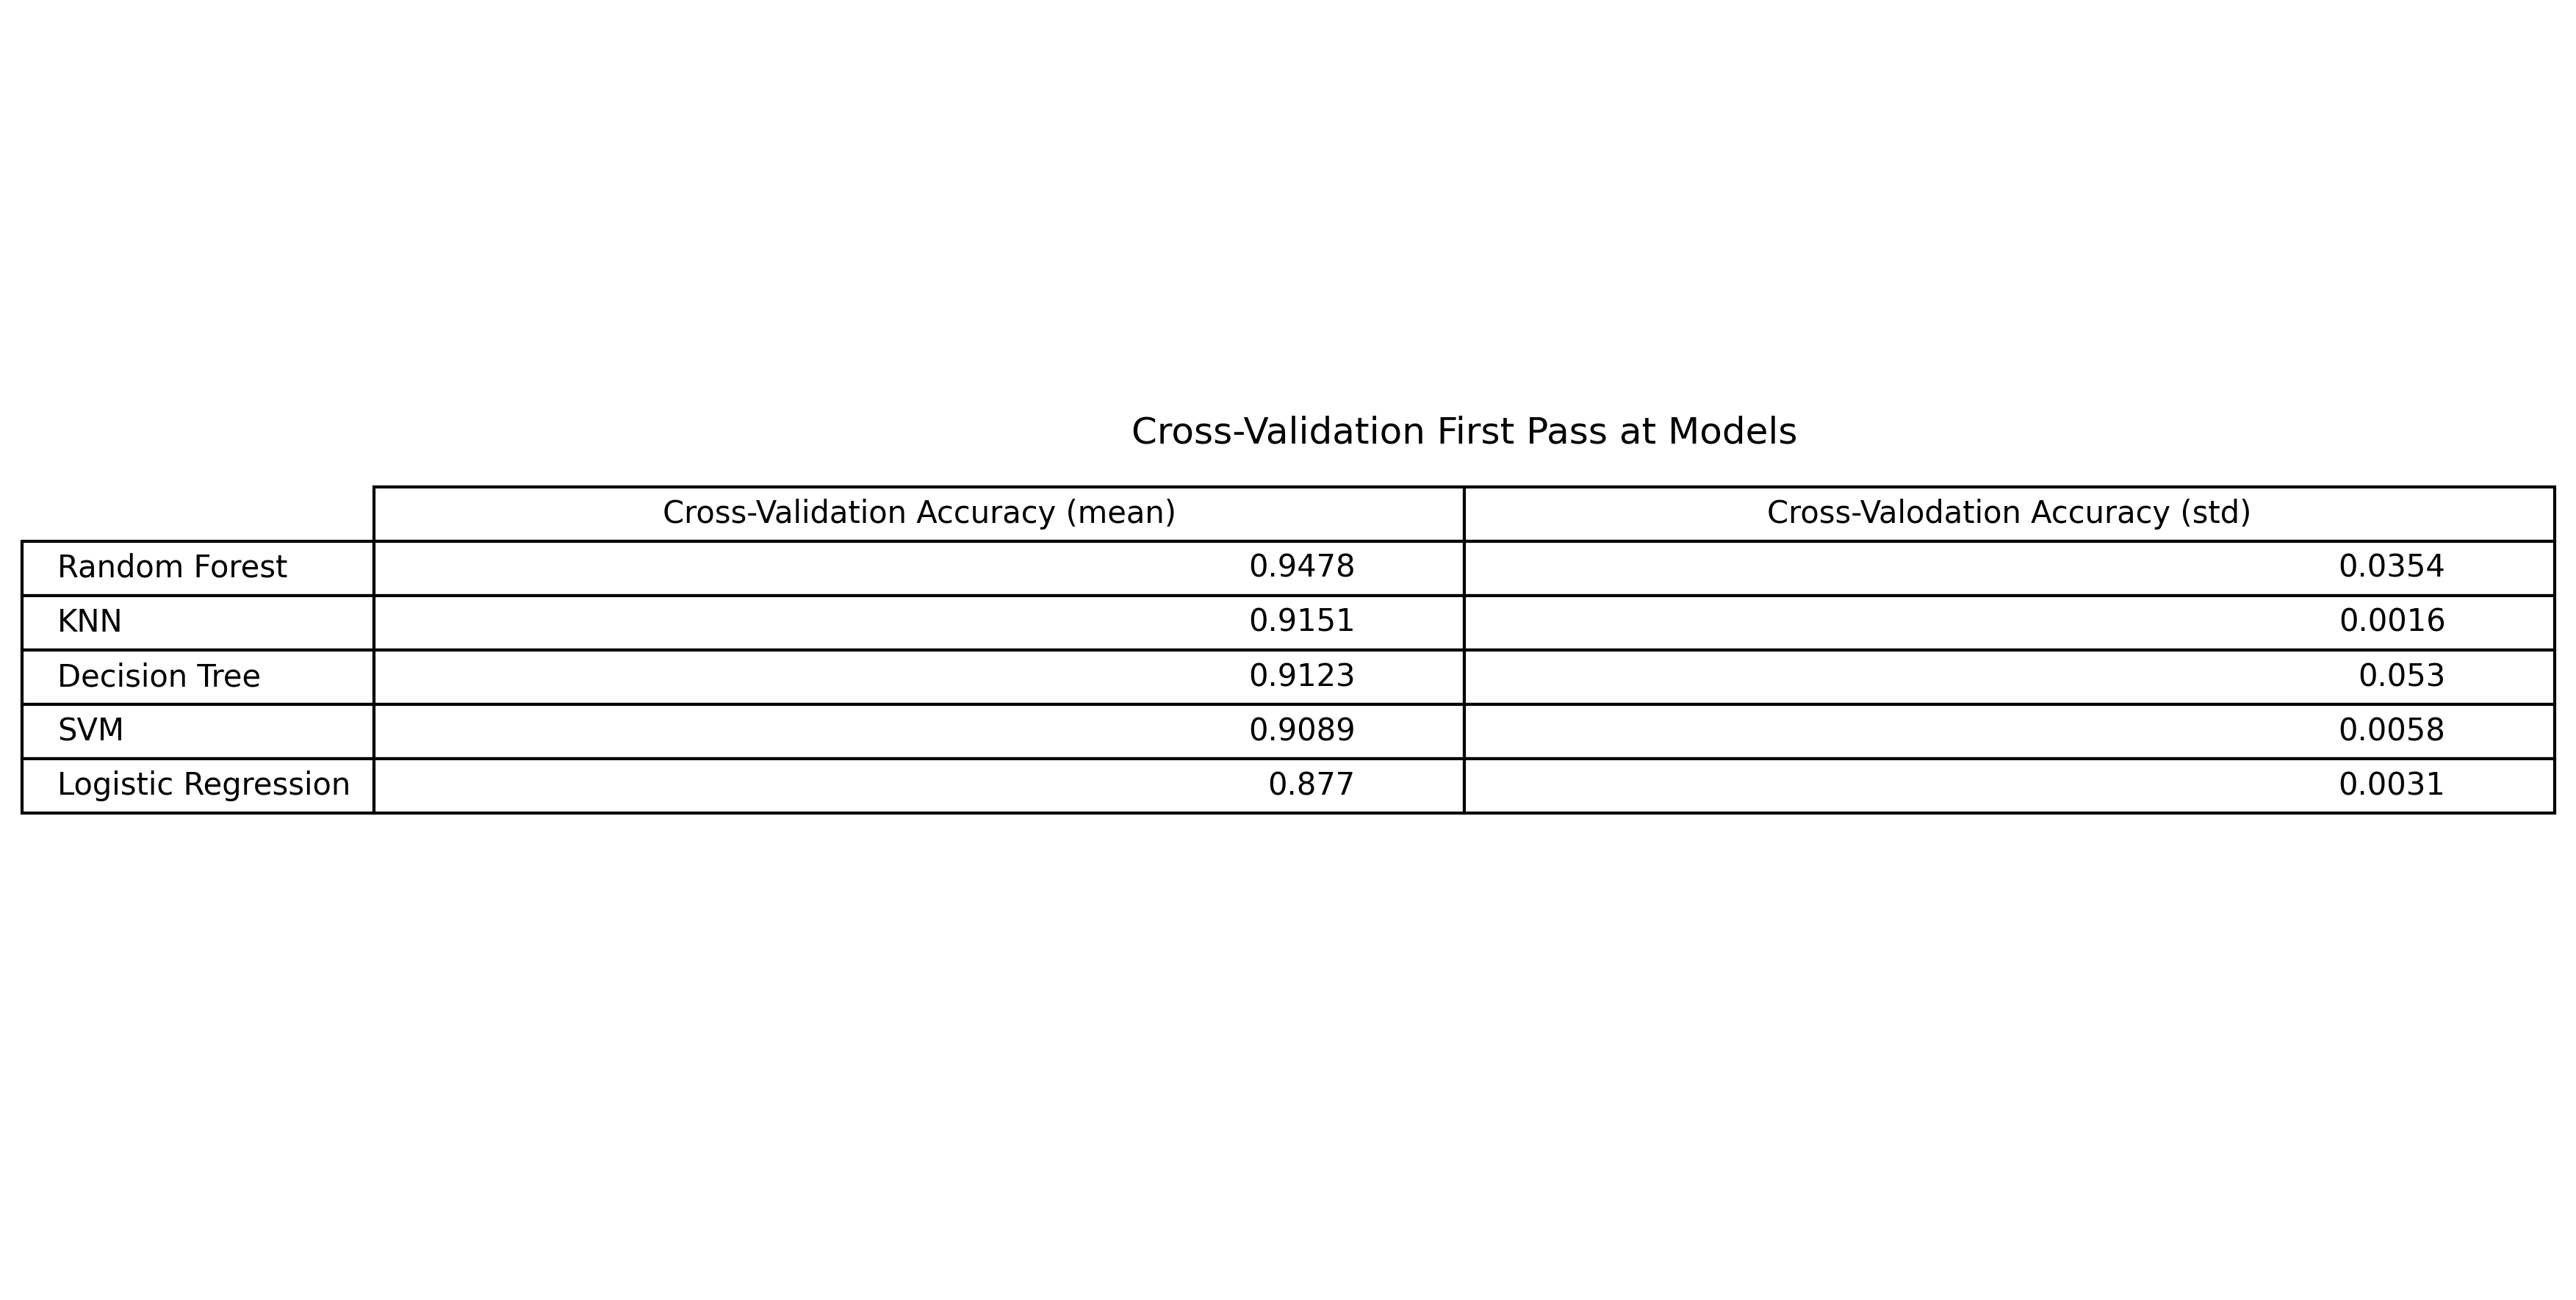 Cross-Validation First Pass at Models
Cross-Validation Accuracy (mean) Cross-Valodation Accuracy (std)
Random Forest 0.9478 0.0354
KNN 0.9151 0.0016
Decision Tree 0.9123 0.053
SVM 0.9089 0.0058
Logistic Regression 0.877 0.0031